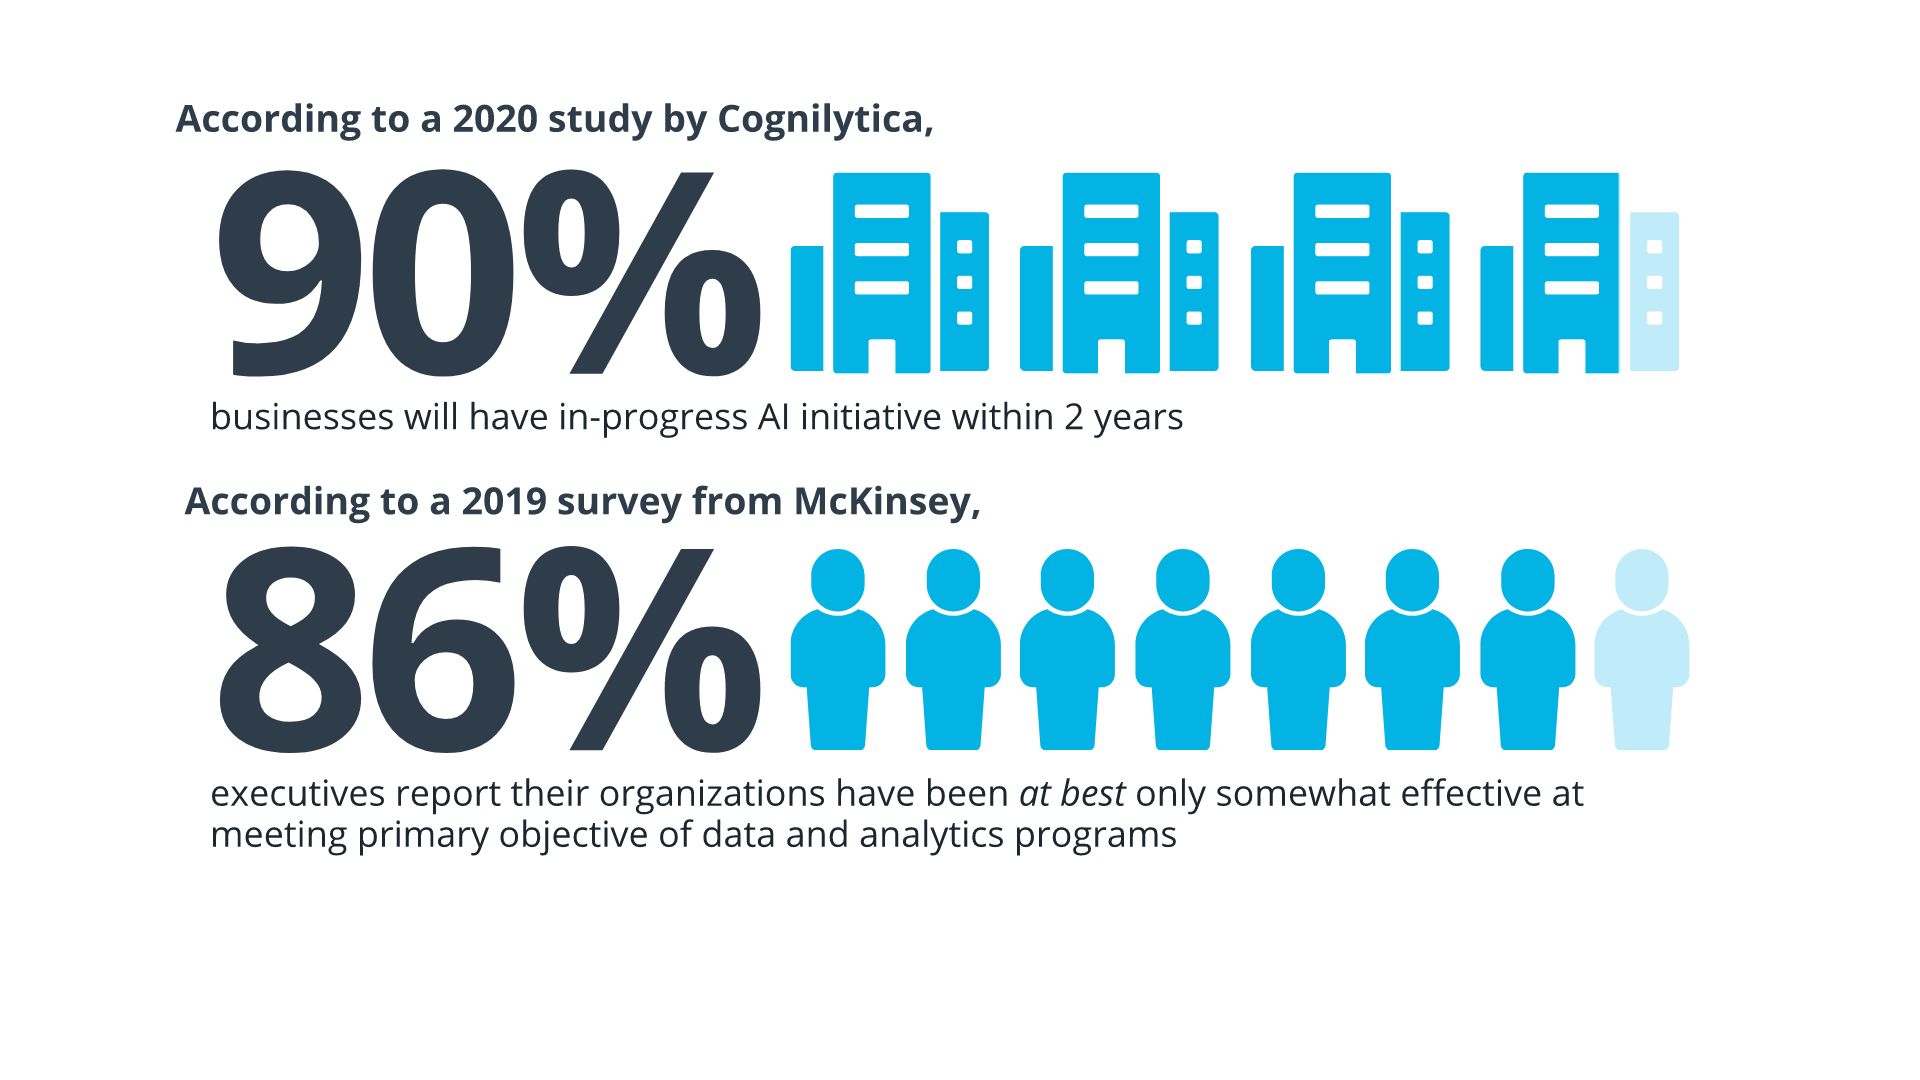 According to a 2020 study by Cognilytica,
90%
businesses will have in-progress AI initiative within 2 years
According to a 2019 survey from McKinsey,
86%
executives report their organizations have been at best only somewhat effective at
meeting primary objective of data and analytics programs